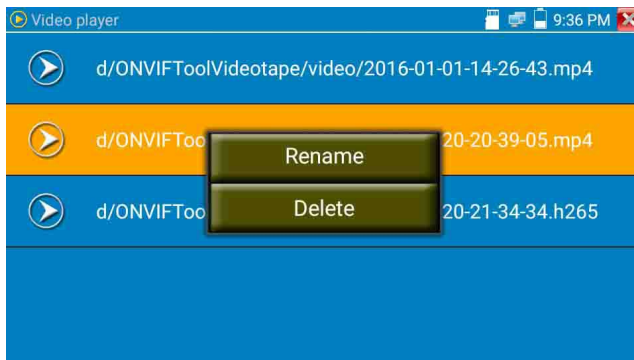 Video player 9:36 PM
d/ONVIFToolVideotape/video/2016-01-01-14-26-43.mp4
d/ONVIFToo 20-20-39-05.mp4
Rename
Delete
d/ONVIFToo 20-21-34-34.h265